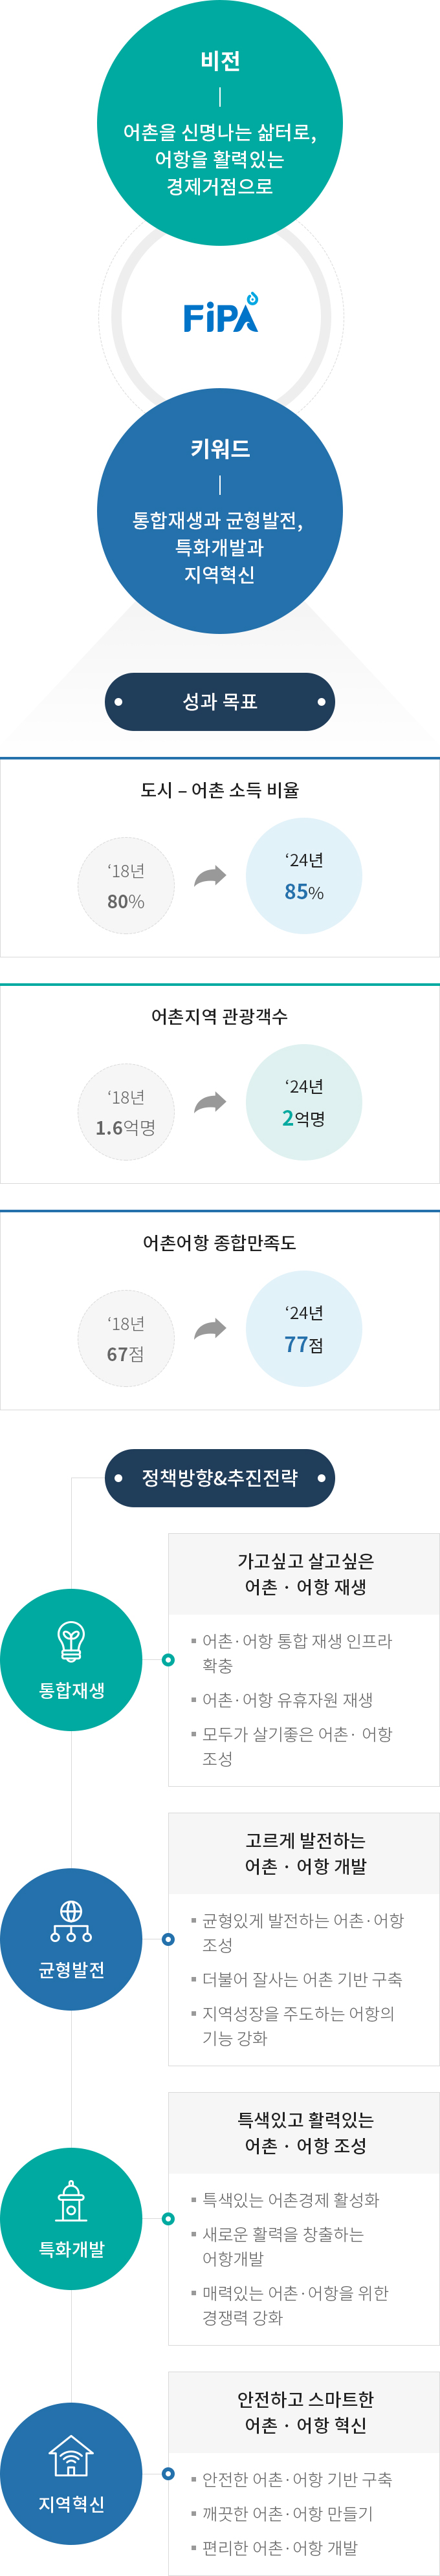 비전
어촌을 신명나는 삶터로,
어항을 활력있는
경제거점으로
FiPA
키워드
통합재생과 균형발전,
특화개발과
지역혁신
성과 목표
도시 – 어촌 소득 비율
‘18년
80%
‘24년
85%
어촌지역 관광객수
‘18년
1.6억명
‘24년
2억명
어촌어항 종합만족도
‘18년
67점
‘24년
77점
정책방향&추진전략
통합재생
가고싶고 살고싶은
어촌 · 어항 재생
어촌·어항 통합 재생 인프라
확충
어촌·어항 유휴자원 재생
모두가 살기좋은 어촌· 어항
조성
균형발전
고르게 발전하는
어촌 · 어항 개발
균형있게 발전하는 어촌·어항
조성
더불어 잘사는 어촌 기반 구축
지역성장을 주도하는 어항의
기능 강화
특화개발
특색있고 활력있는
어촌 · 어항 조성
특색있는 어촌경제 활성화
새로운 활력을 창출하는
어항개발
매력있는 어촌·어항을 위한
경쟁력 강화
지역혁신
안전하고 스마트한
어촌 · 어항 혁신
안전한 어촌·어항 기반 구축
깨끗한 어촌·어항 만들기
편리한 어촌·어항 개발